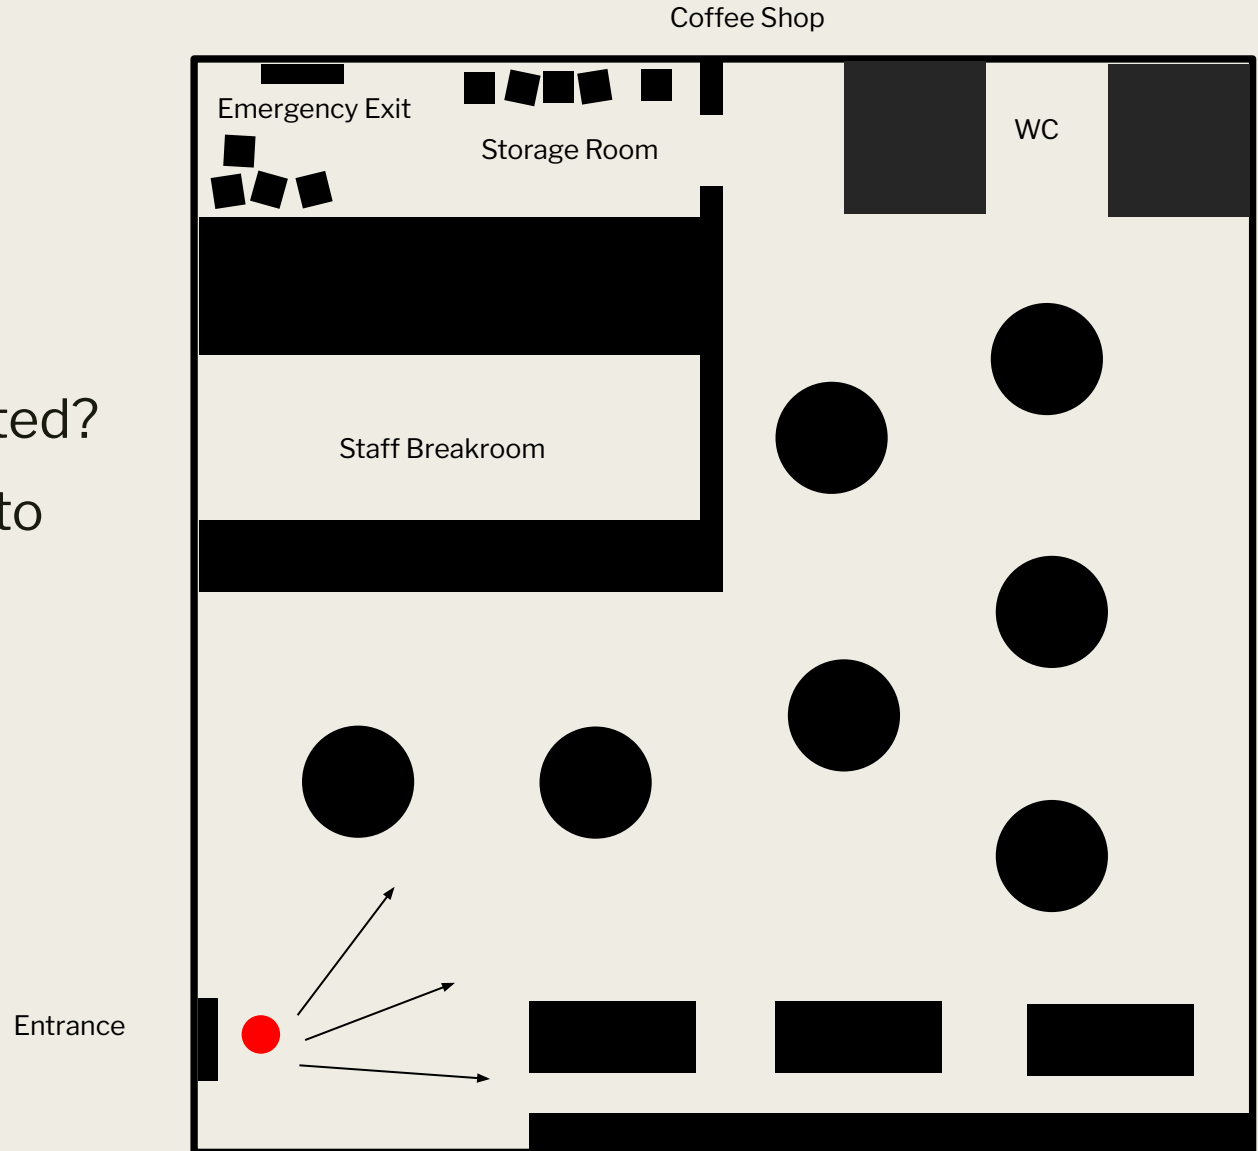 Coffee Shop
Emergency Exit
Storage Room
WC
ted?
Staff Breakroom
to
Entrance